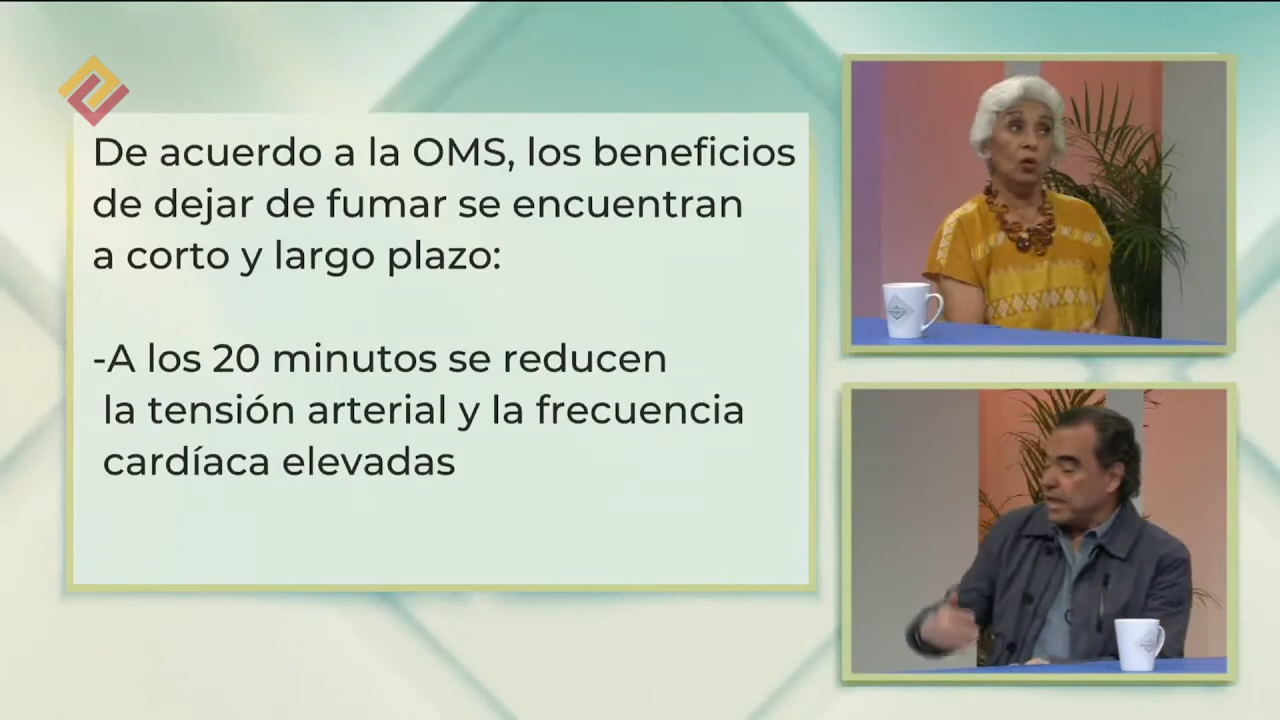 De acuerdo a la OMS, los beneficios
de dejar de fumar se encuentran
a corto y largo plazo:
-A los 20 minutos se reducen
la tensión arterial y la frecuencia
cardíaca elevadas